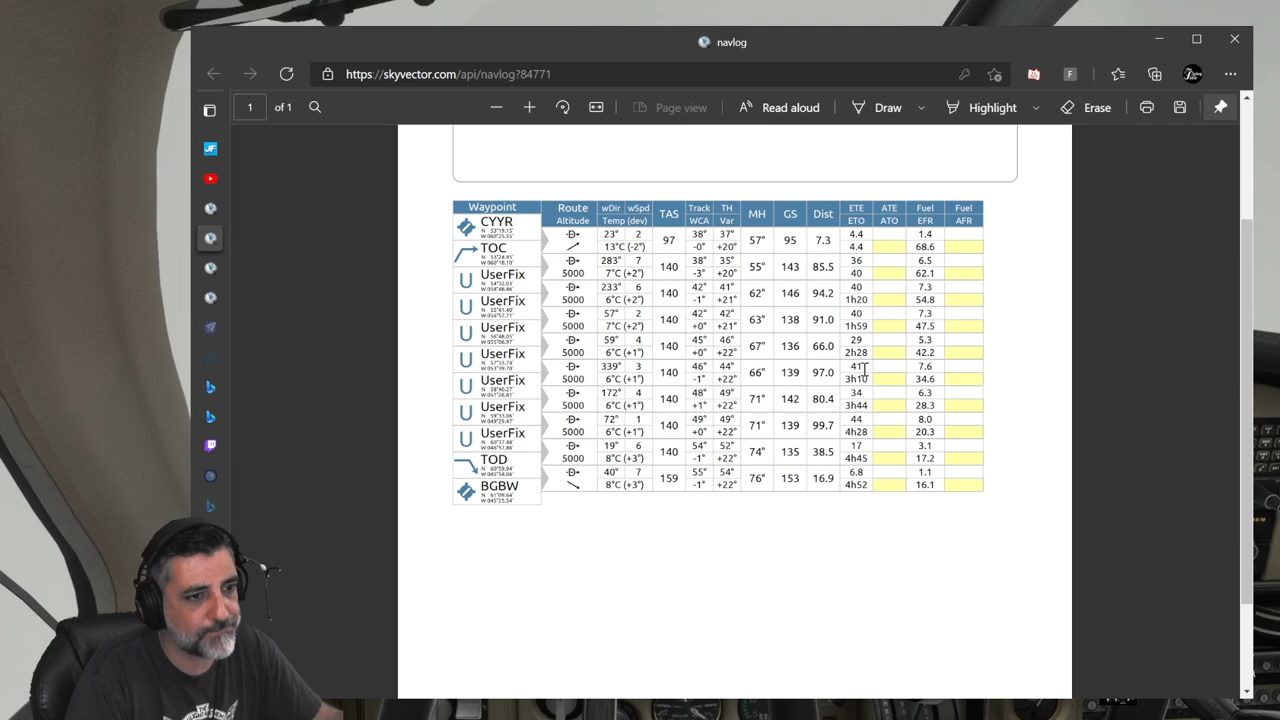 navlog
https://skyvector.com/api/navlog?84771
1 of 1 Page view Read aloud Draw Highlight Erase
Waypoint Route wDir wSpd TAS Track TH MH GS Dist ETE ATE Fuel Fuel
Altitude Temp (dev) WCA Var ETO ATO EFR AFR
CYYR 23° 2 97 38° 37° 57° 95 7.3 4.4 1.4
13°C (-2°) -0° +20° 4.4 68.6
TOC 283° 7 140 38° 35° 55° 143 85.5 36 6.5
5000 7°C (+2°) -3° +20° 40 62.1
UserFix 233° 6 140 42° 41° 62° 146 94.2 40 7.3
5000 6°C (+2°) -1° +21° 1h20 54.8
UserFix 57° 2 140 42° 42° 63° 138 91.0 40 7.3
5000 7°C (+2°) +0° +21° 1h59 47.5
UserFix 59° 4 140 45° 46° 67° 136 66.0 29 5.3
5000 6°C (+1°) +0° +22° 2h28 42.2
UserFix 339° 3 140 46° 44° 66° 139 97.0 41 7.6
5000 6°C (+1°) -1° +22° 3h10 34.6
UserFix 172° 4 140 48° 49° 71° 142 80.4 34 6.3
5000 6°C (+1°) +1° +22° 3h44 28.3
UserFix 72° 1 140 49° 49° 71° 139 99.7 44 8.0
5000 6°C (+1°) +0° +22° 4h28 20.3
UserFix 19° 6 140 54° 52° 74° 135 38.5 17 3.1
5000 8°C (+3°) -1° +22° 4h45 17.2
TOD 40° 7 159 55° 54° 76° 153 16.9 6.8 1.1
8°C (+3°) -1° +22° 4h52 16.1
BGBW